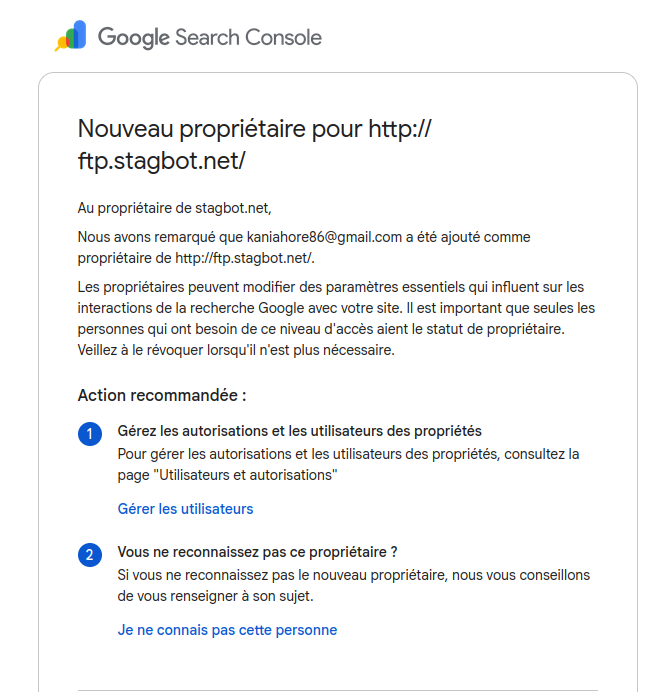 Google Search Console
Nouveau propriétaire pour http://
ftp.stagbot.net/
Au propriétaire de stagbot.net,
Nous avons remarqué que kaniahore86@gmail.com a été ajouté comme
propriétaire de http://ftp.stagbot.net/.
Les propriétaires peuvent modifier des paramètres essentiels qui influent sur les
interactions de la recherche Google avec votre site. Il est important que seules les
personnes qui ont besoin de ce niveau d'accès aient le statut de propriétaire.
Veillez à le révoquer lorsqu'il n'est plus nécessaire.
Action recommandée :
1 Gérez les autorisations et les utilisateurs des propriétés
Pour gérer les autorisations et les utilisateurs des propriétés, consultez la
page "Utilisateurs et autorisations"
Gérer les utilisateurs
2 Vous ne reconnaissez pas ce propriétaire ?
Si vous ne reconnaissez pas le nouveau propriétaire, nous vous conseillons
de vous renseigner à son sujet.
Je ne connais pas cette personne